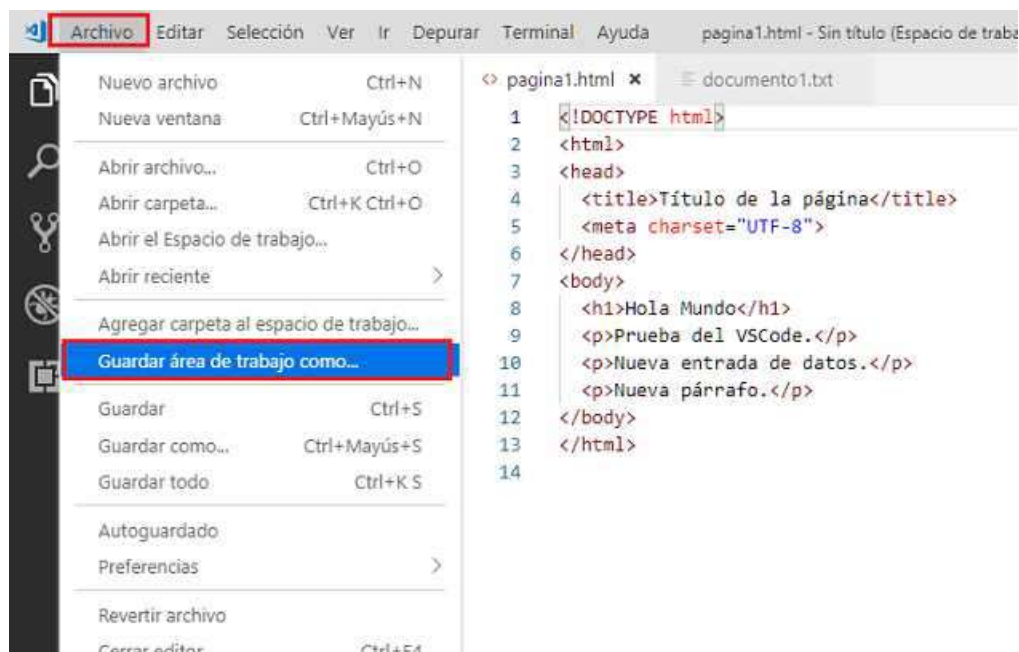 Archivo Editar Selección Ver Ir Depurar Terminal Ayuda pagina1.html - Sin título (Espacio de traba
Nuevo archivo Ctrl+N
Nueva ventana Ctrl+Mayús+N
Abrir archivo... Ctrl+O
Abrir carpeta... Ctrl+K Ctrl+O
Abrir el Espacio de trabajo...
Abrir reciente >
Agregar carpeta al espacio de trabajo...
Guardar área de trabajo como...
Guardar Ctrl+S
Guardar como... Ctrl+Mayús+S
Guardar todo Ctrl+K S
Autoguardado
Preferencias >
Revertir archivo
Cerrar editor Ctrl+F4
<> pagina1.html × documento1.txt
1 <!DOCTYPE html>
2 <html>
3 <head>
4 <title>Título de la página</title>
5 <meta charset="UTF-8">
6 </head>
7 <body>
8 <h1>Hola Mundo</h1>
9 <p>Prueba del VSCode.</p>
10 <p>Nueva entrada de datos.</p>
11 <p>Nueva párrafo.</p>
12 </body>
13 </html>
14